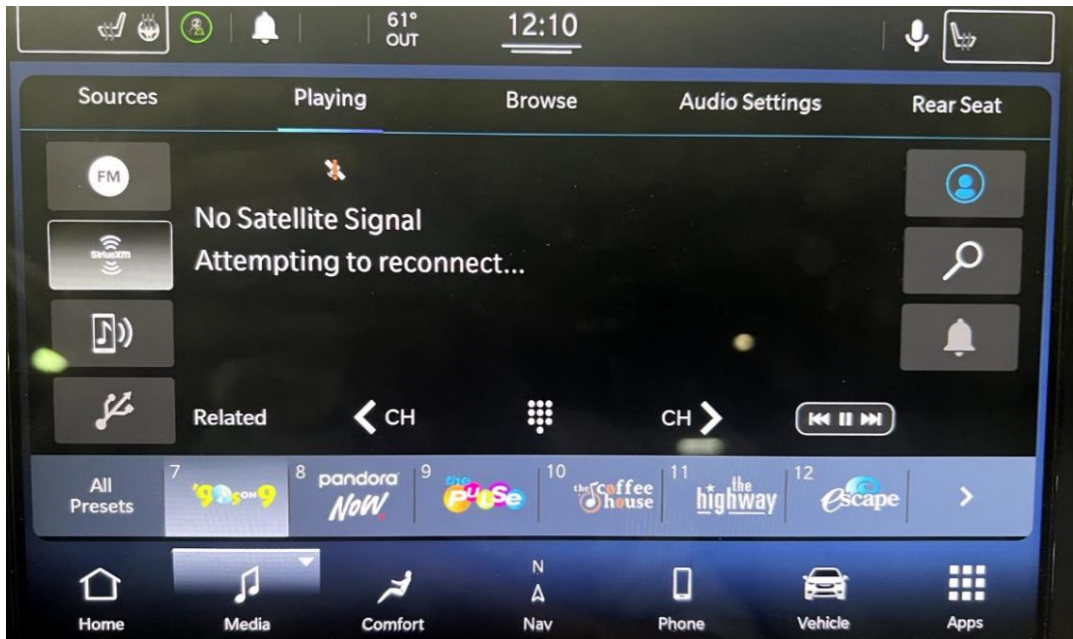 61°
OUT
12:10
Sources
Playing
Browse
Audio Settings
Rear Seat
FM
SiriusXM
No Satellite Signal
Attempting to reconnect...
Related
CH
CH
All
Presets
7
'90s ON 9
8
pandora
NOW
9
the
PULSE
10
the coffee
house
11
the
highway
12
escape
Home
Media
Comfort
N
Nav
Phone
Vehicle
Apps